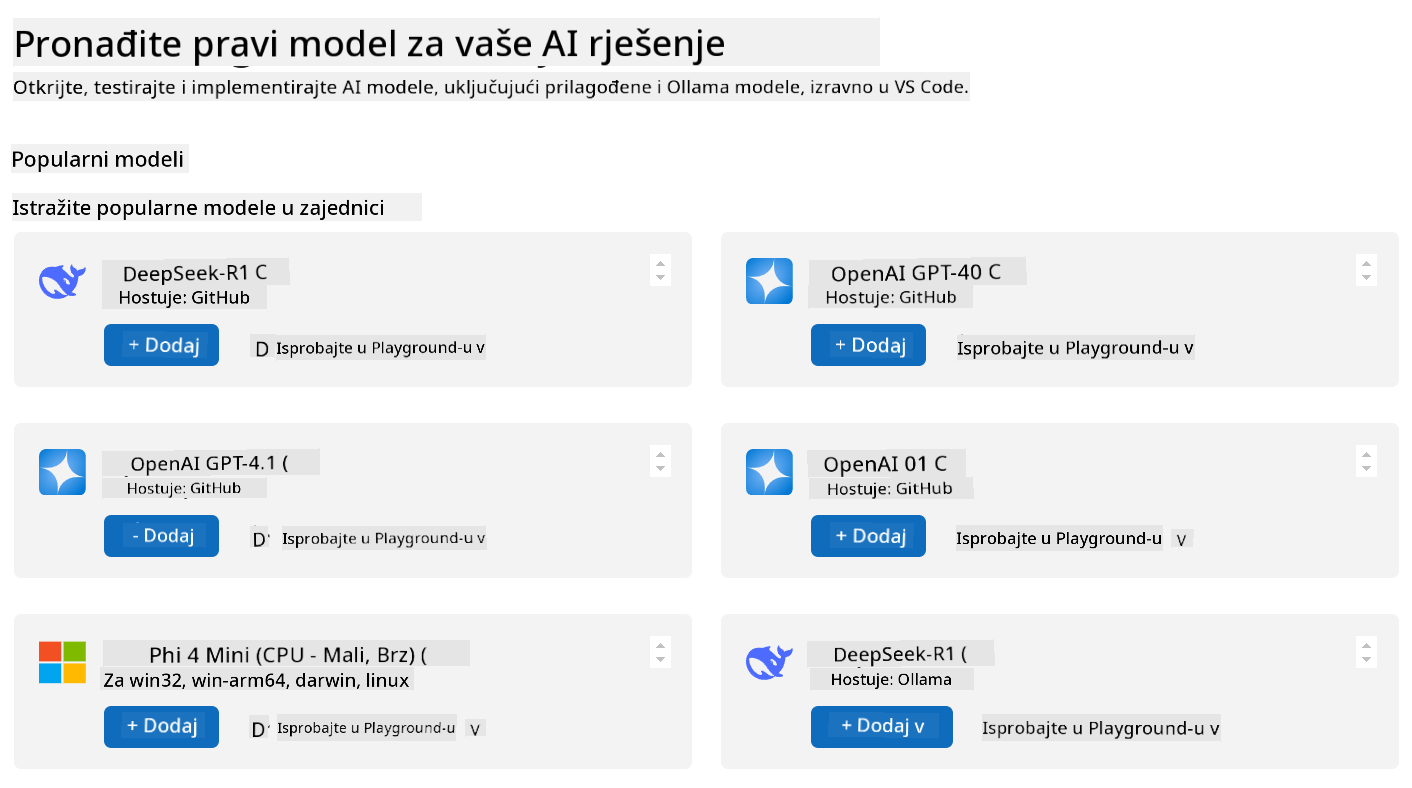 Pronađite pravi model za vaše AI rješenje
Otkrijte, testirajte i implementirajte AI modele, uključujući prilagođene i Ollama modele, izravno u VS Code.
Popularni modeli
Istražite popularne modele u zajednici
DeepSeek-R1 C
Hostuje: GitHub
+ Dodaj
D Isprobajte u Playground-u v
OpenAI GPT-40 C
Hostuje: GitHub
+ Dodaj
Isprobajte u Playground-u v
OpenAI GPT-4.1 (
Hostuje: GitHub
- Dodaj
D Isprobajte u Playground-u v
OpenAI 01 C
Hostuje: GitHub
+ Dodaj
Isprobajte u Playground-u v
Phi 4 Mini (CPU - Mali, Brz) (
Za win32, win-arm64, darwin, linux
+ Dodaj
D Isprobajte u Playground-u v
DeepSeek-R1 (
Hostuje: Ollama
+ Dodaj v
Isprobajte u Playground-u v